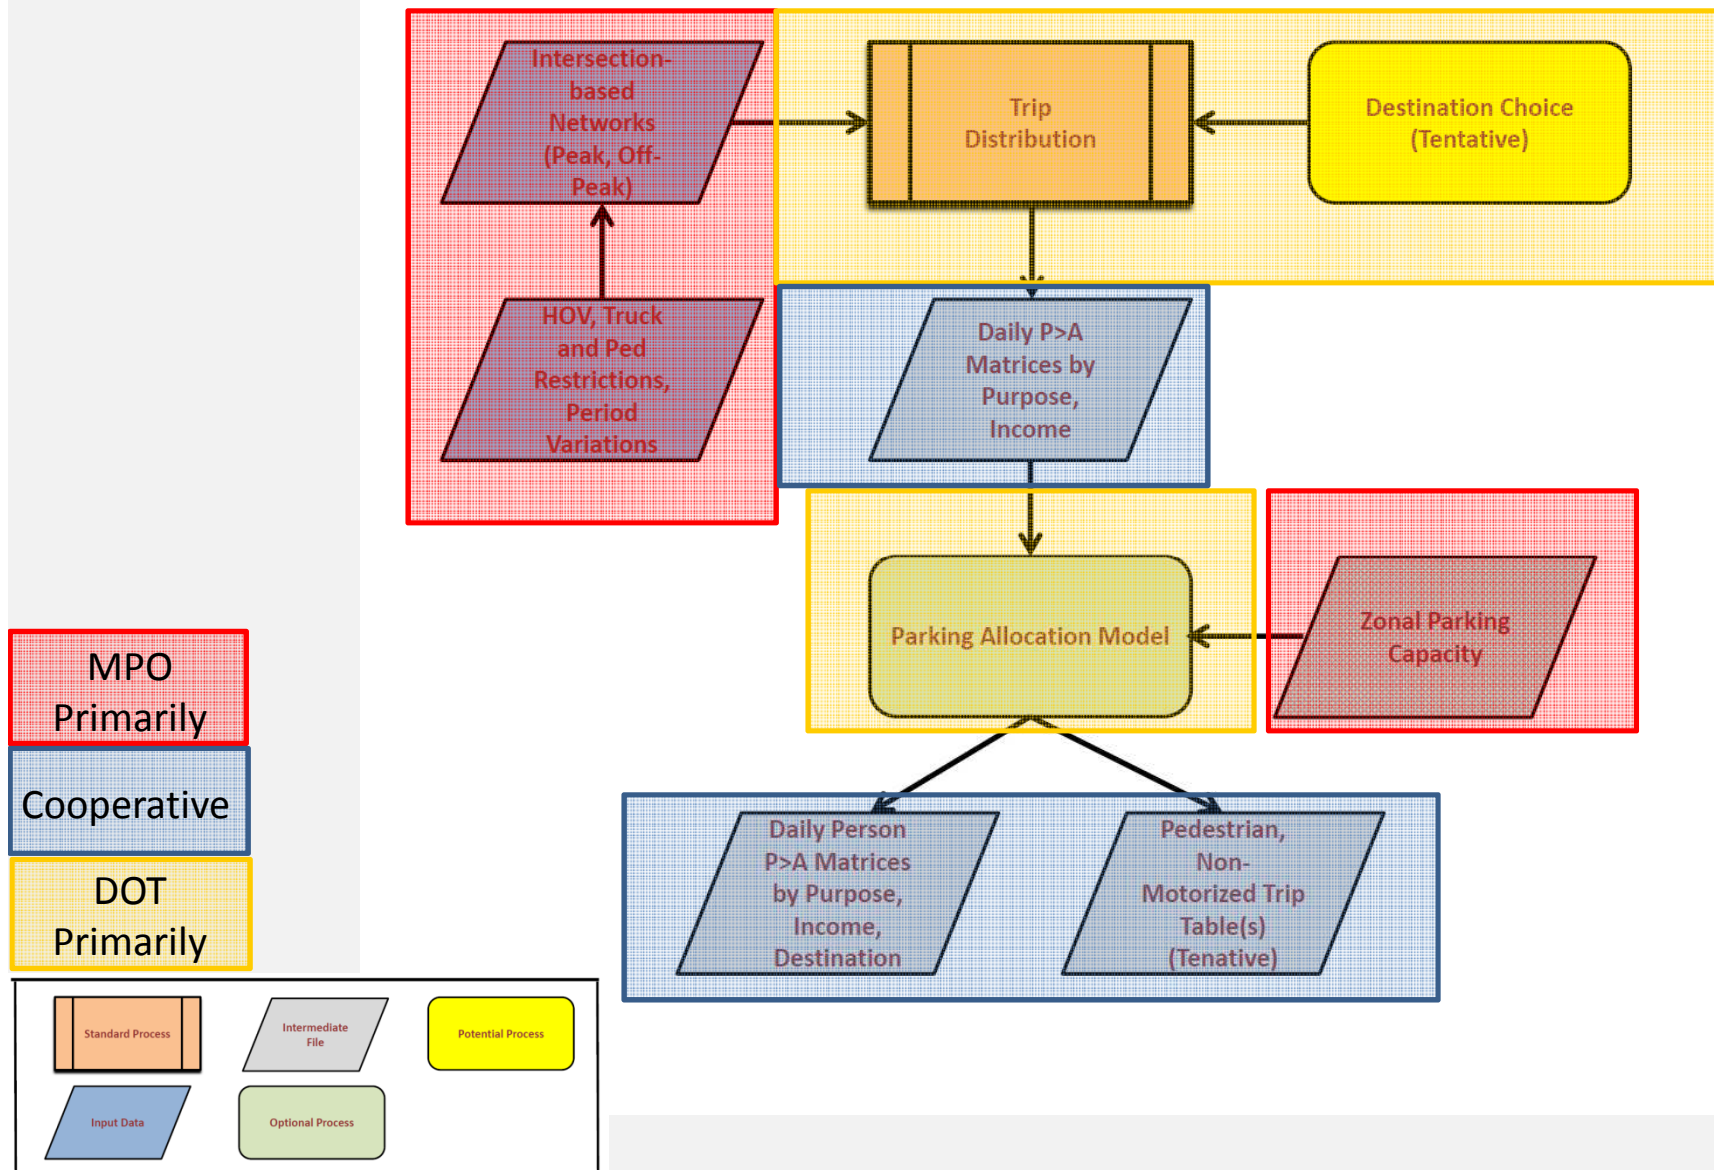 Intersection-
based
Networks
(Peak, Off-
Peak)
Trip
Distribution
Destination Choice
(Tentative)
HOV, Truck
and Ped
Restrictions,
Period
Variations
Daily P>A
Matrices by
Purpose,
Income
Parking Allocation Model
Zonal Parking
Capacity
MPO
Primarily
Cooperative
DOT
Primarily
Daily Person
P>A Matrices
by Purpose,
Income,
Destination
Pedestrian,
Non-
Motorized Trip
Table(s)
(Tenative)
Standard Process
Intermediate
File
Potential Process
Input Data
Optional Process